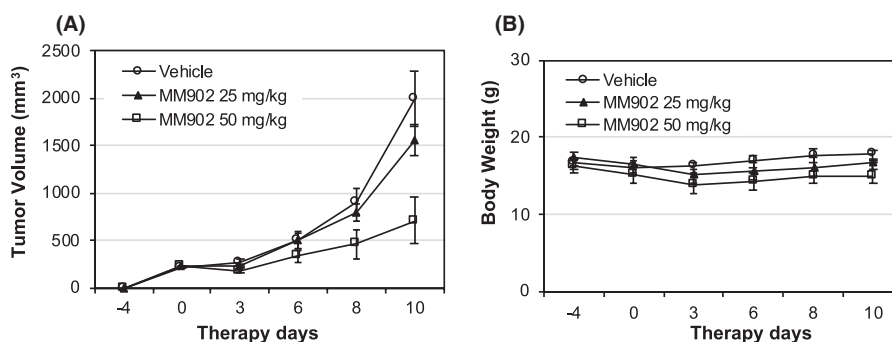 (A)
Tumor Volume (mm³)
2500
2000
1500
1000
500
0
Vehicle
MM902 25 mg/kg
MM902 50 mg/kg
-4 0 3 6 8 10
Therapy days
(B)
Body Weight (g)
30
20
10
0
Vehicle
MM902 25 mg/kg
MM902 50 mg/kg
-4 0 3 6 8 10
Therapy days